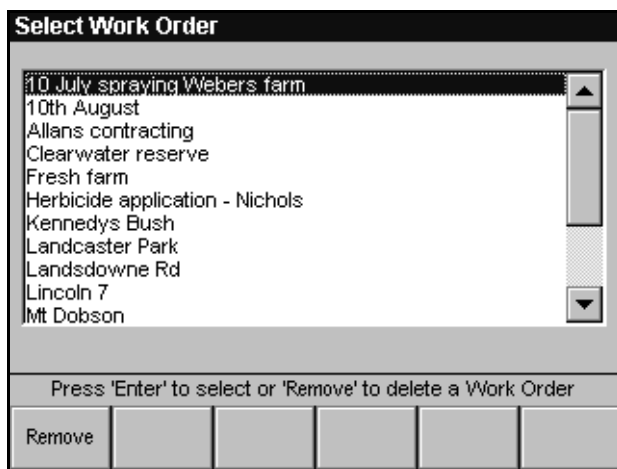 Select Work Order
10 July spraying Webers farm
10th August
Allans contracting
Clearwater reserve
Fresh farm
Herbicide application - Nichols
Kennedys Bush
Landcaster Park
Landsdowne Rd
Lincoln 7
Mt Dobson
Press 'Enter' to select or 'Remove' to delete a Work Order
Remove